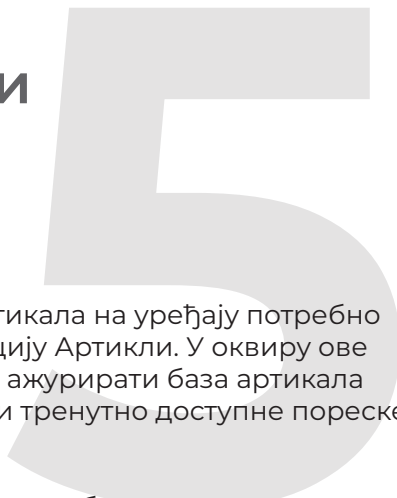 5
и
тикала на уређају потребно
цију Артикли. У оквиру ове
ажурирати база артикала
и тренутно доступне пореске